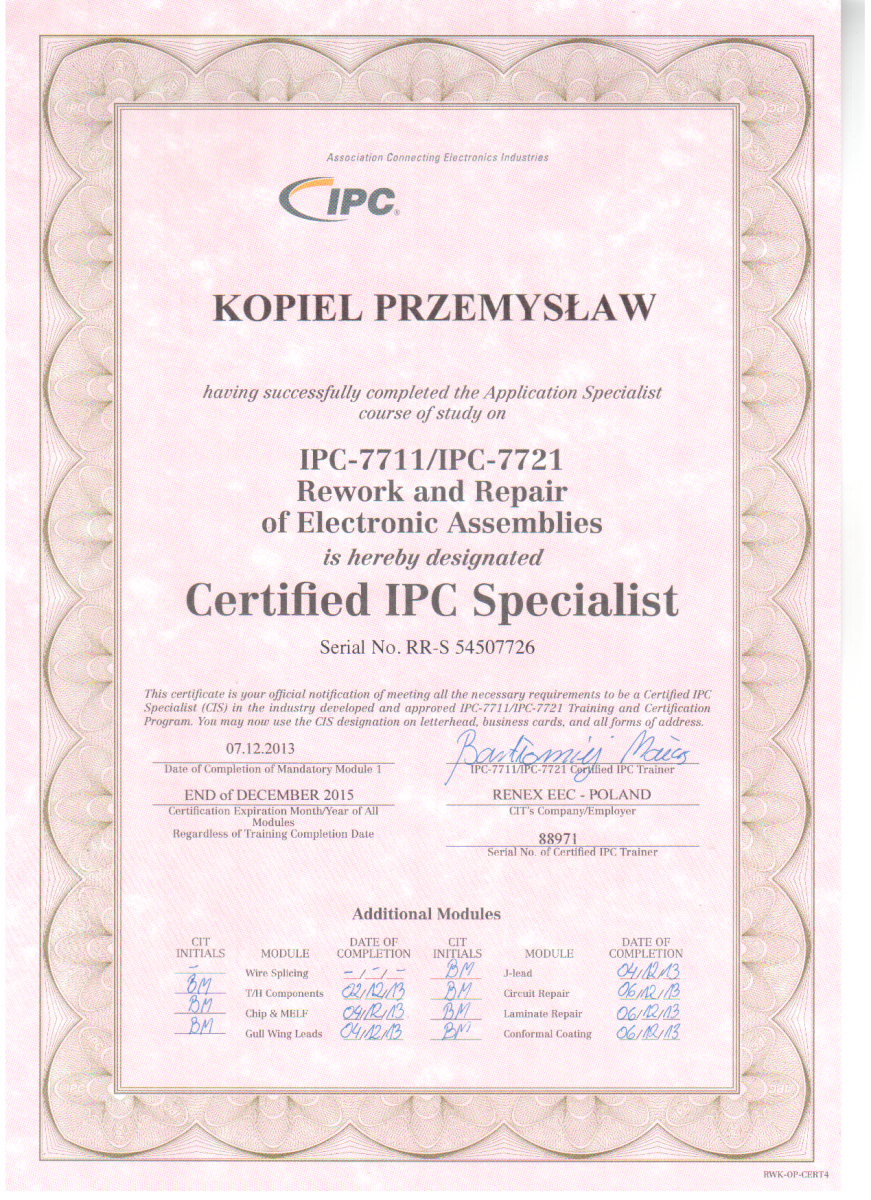 Association Connecting Electronics Industries
IPC®
KOPIEL PRZEMYSŁAW
having successfully completed the Application Specialist
course of study on
IPC-7711/IPC-7721
Rework and Repair
of Electronic Assemblies
is hereby designated
Certified IPC Specialist
Serial No. RR-S 54507726
This certificate is your official notification of meeting all the necessary requirements to be a Certified IPC
Specialist (CIS) in the industry developed and approved IPC-7711/IPC-7721 Training and Certification
Program. You may now use the CIS designation on letterhead, business cards, and all forms of address.
07.12.2013
Date of Completion of Mandatory Module 1
END of DECEMBER 2015
Certification Expiration Month/Year of All
Modules
Regardless of Training Completion Date
Bartłomiej
IPC-7711/IPC-7721 Certified IPC Trainer
RENEX EEC - POLAND
CIT's Company/Employer
88971
Serial No. of Certified IPC Trainer
Additional Modules
CIT INITIALS MODULE DATE OF COMPLETION CIT INITIALS MODULE DATE OF COMPLETION
- Wire Splicing -/-/- BM J-lead 04/12/13
BM T/H Components 02/12/13 BM Circuit Repair 06/12/13
BM Chip & MELF 04/12/13 BM Laminate Repair 06/12/13
BM Gull Wing Leads 04/12/13 BM Conformal Coating 06/12/13
RWK-OP-CERT4